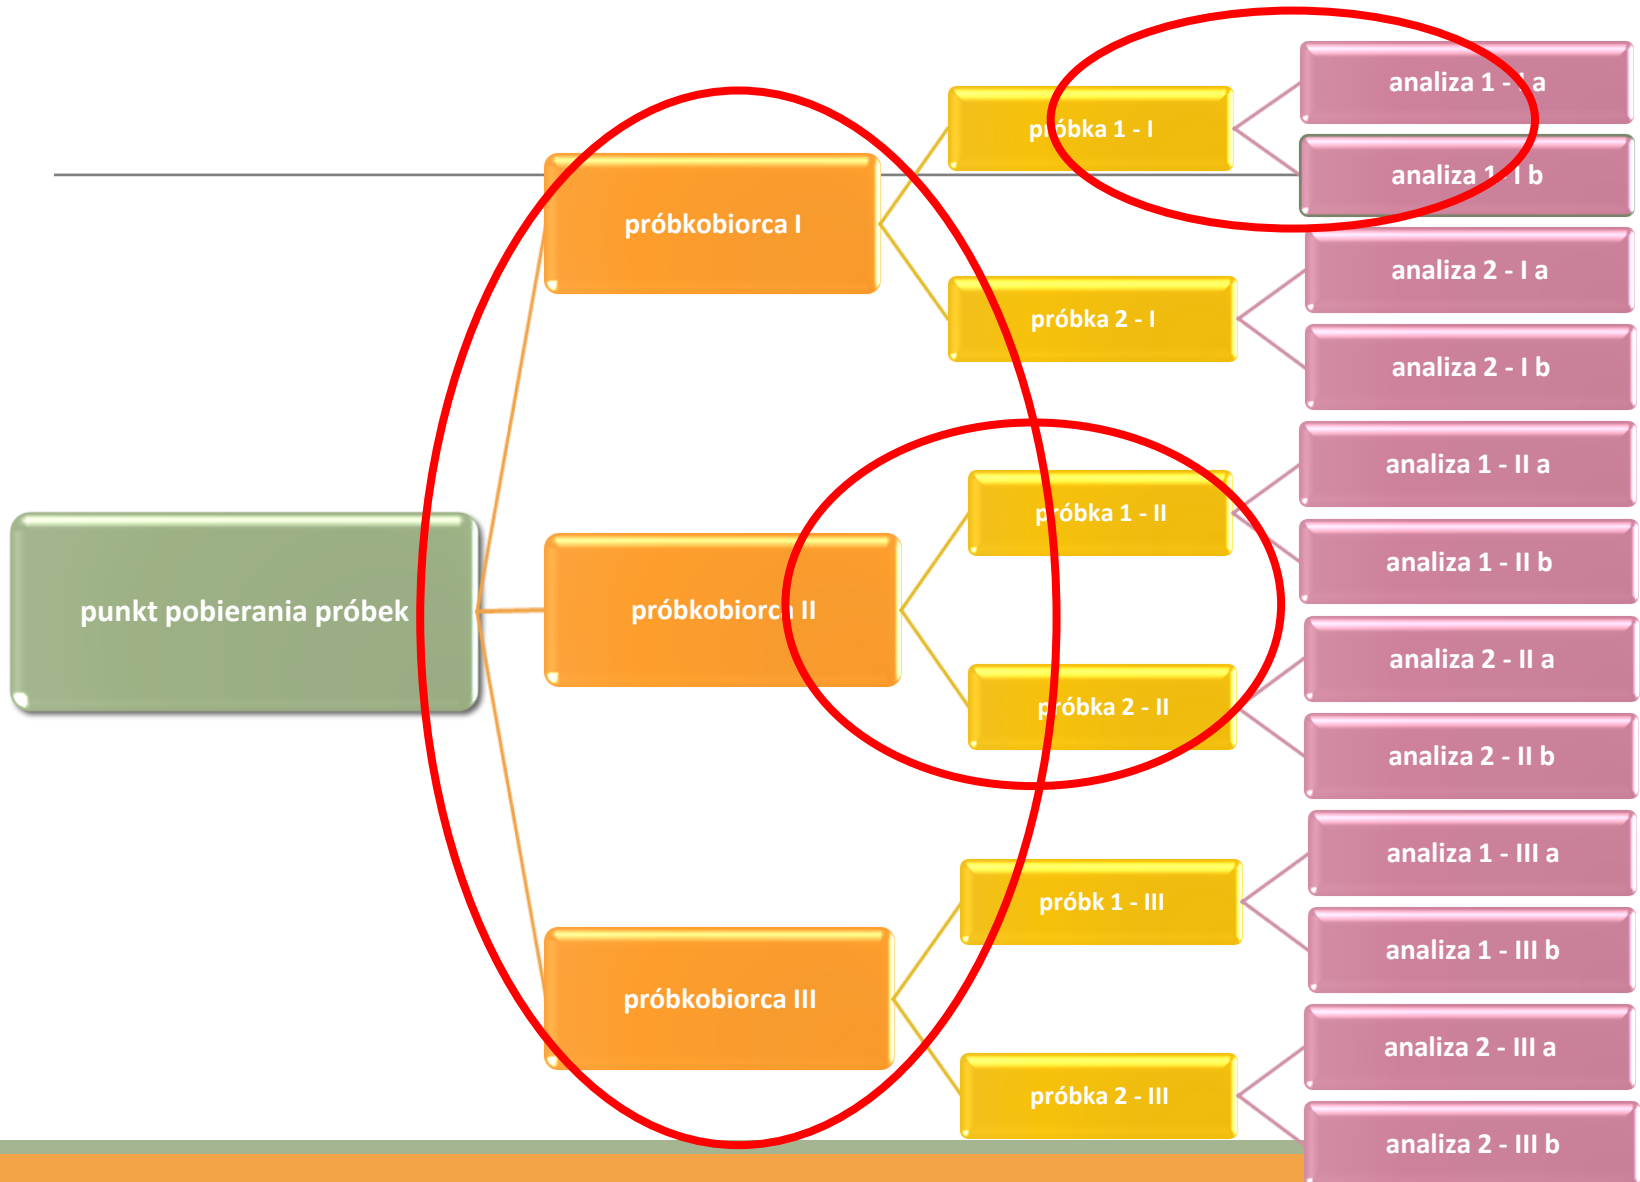 punkt pobierania próbek
próbkobiorca I
próbka 1 - I
analiza 1 - I a
analiza 1- I b
próbka 2 - I
analiza 2 - I a
analiza 2 - I b
próbkobiorca II
próbka 1 - II
analiza 1 - II a
analiza 1 - II b
próbka 2 - II
analiza 2 - II a
analiza 2 - II b
próbkobiorca III
próbk 1 - III
analiza 1 - III a
analiza 1 - III b
próbka 2 - III
analiza 2 - III a
analiza 2 - III b